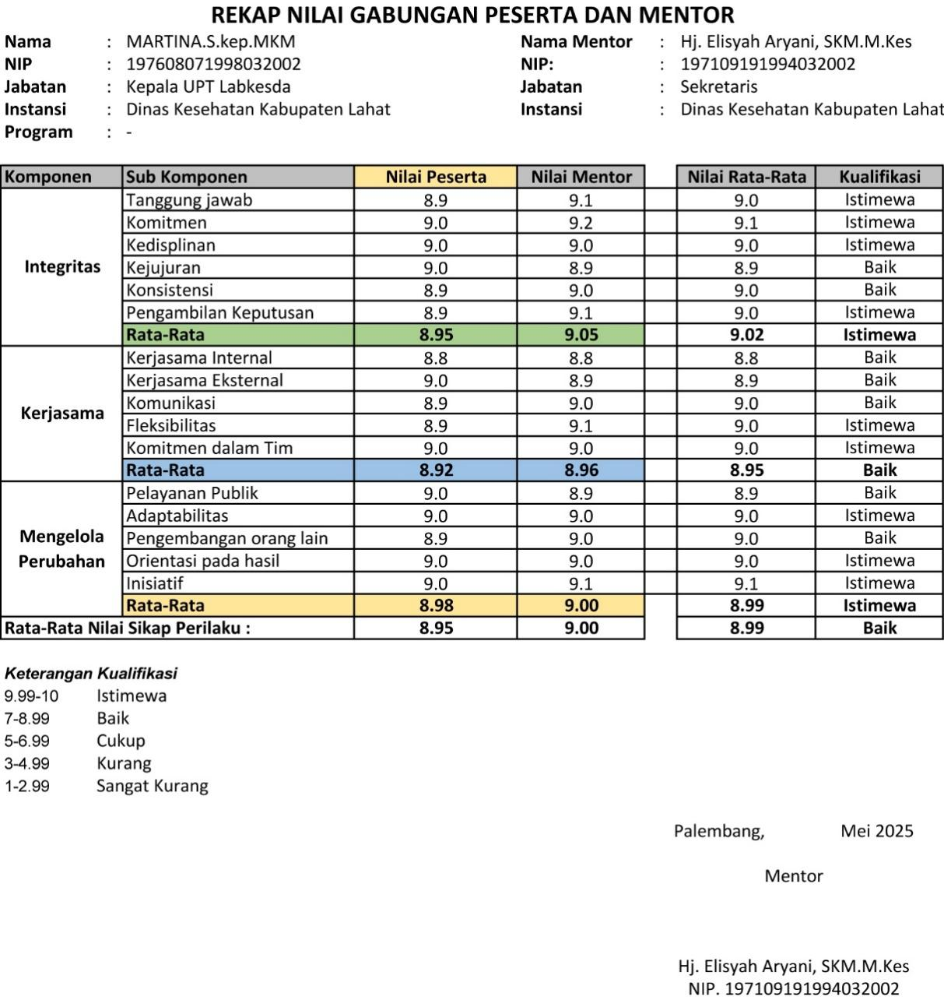 REKAP NILAI GABUNGAN PESERTA DAN MENTOR
Nama : MARTINA.S.kep.MKM Nama Mentor : Hj. Elisyah Aryani, SKM.M.Kes
NIP : 197608071998032002 NIP: : 197109191994032002
Jabatan : Kepala UPT Labkesda Jabatan : Sekretaris
Instansi : Dinas Kesehatan Kabupaten Lahat Instansi : Dinas Kesehatan Kabupaten Lahat
Program : -
Komponen Sub Komponen Nilai Peserta Nilai Mentor Nilai Rata-Rata Kualifikasi
Tanggung jawab 8.9 9.1 9.0 Istimewa
Komitmen 9.0 9.2 9.1 Istimewa
Kedisplinan 9.0 9.0 9.0 Istimewa
Integritas Kejujuran 9.0 8.9 8.9 Baik
Konsistensi 8.9 9.0 9.0 Baik
Pengambilan Keputusan 8.9 9.1 9.0 Istimewa
Rata-Rata 8.95 9.05 9.02 Istimewa
Kerjasama Internal 8.8 8.8 8.8 Baik
Kerjasama Eksternal 9.0 8.9 8.9 Baik
Kerjasama Komunikasi 8.9 9.0 9.0 Baik
Fleksibilitas 8.9 9.1 9.0 Istimewa
Komitmen dalam Tim 9.0 9.0 9.0 Istimewa
Rata-Rata 8.92 8.96 8.95 Baik
Pelayanan Publik 9.0 8.9 8.9 Baik
Adaptabilitas 9.0 9.0 9.0 Istimewa
Mengelola Pengembangan orang lain 8.9 9.0 9.0 Baik
Perubahan Orientasi pada hasil 9.0 9.0 9.0 Istimewa
Inisiatif 9.0 9.1 9.1 Istimewa
Rata-Rata 8.98 9.00 8.99 Istimewa
Rata-Rata Nilai Sikap Perilaku : 8.95 9.00 8.99 Baik
Keterangan Kualifikasi
9.99-10 Istimewa
7-8.99 Baik
5-6.99 Cukup
3-4.99 Kurang
1-2.99 Sangat Kurang
Palembang, Mei 2025
Mentor
Hj. Elisyah Aryani, SKM.M.Kes
NIP. 197109191994032002